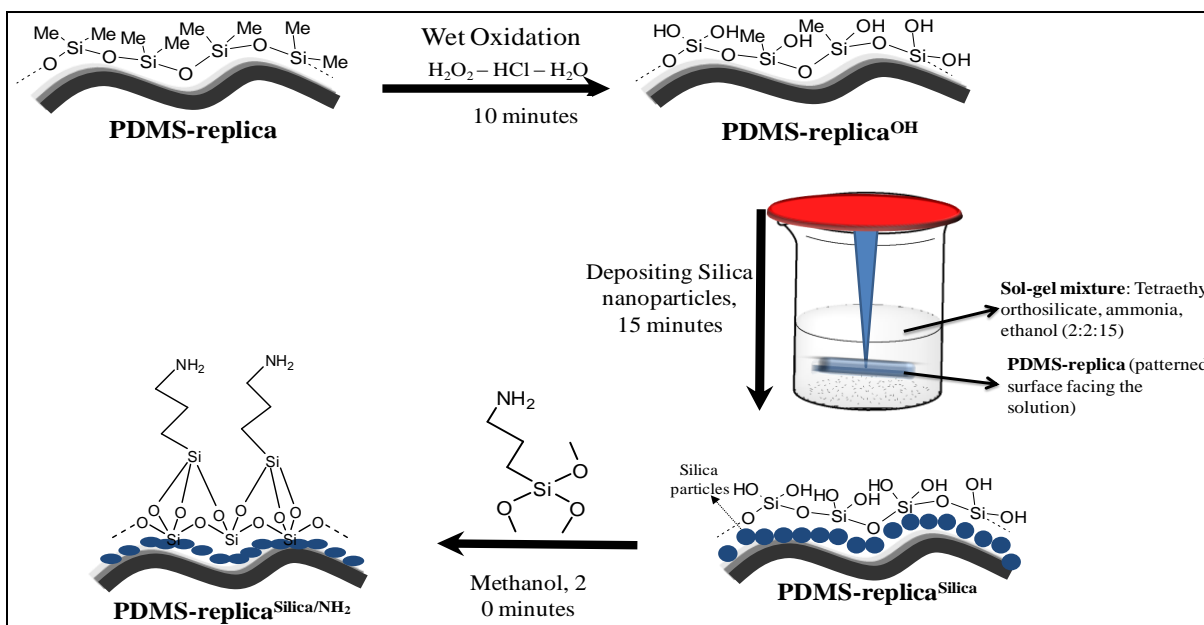 Me Me Me Me Me Me Me Me
Si O Si O Si O Si O
PDMS-replica
Wet Oxidation
H₂O₂ – HCl – H₂O
10 minutes
HO OH Me OH Me OH OH OH
Si O Si O Si O Si O OH
PDMS-replicaᴼᴴ
Depositing Silica
nanoparticles,
15 minutes
Sol-gel mixture: Tetraethy
orthosilicate, ammonia,
ethanol (2:2:15)
PDMS-replica (patterned
surface facing the
solution)
Silica
particles
HO OH HO OH OH OH OH
Si O Si O Si O Si O OH
PDMS-replicaSilica
NH₂
Si O
O O
Methanol, 2
0 minutes
NH₂ NH₂
Si Si
O O O O O O
O Si O Si O Si O
PDMS-replicaSilica/NH₂